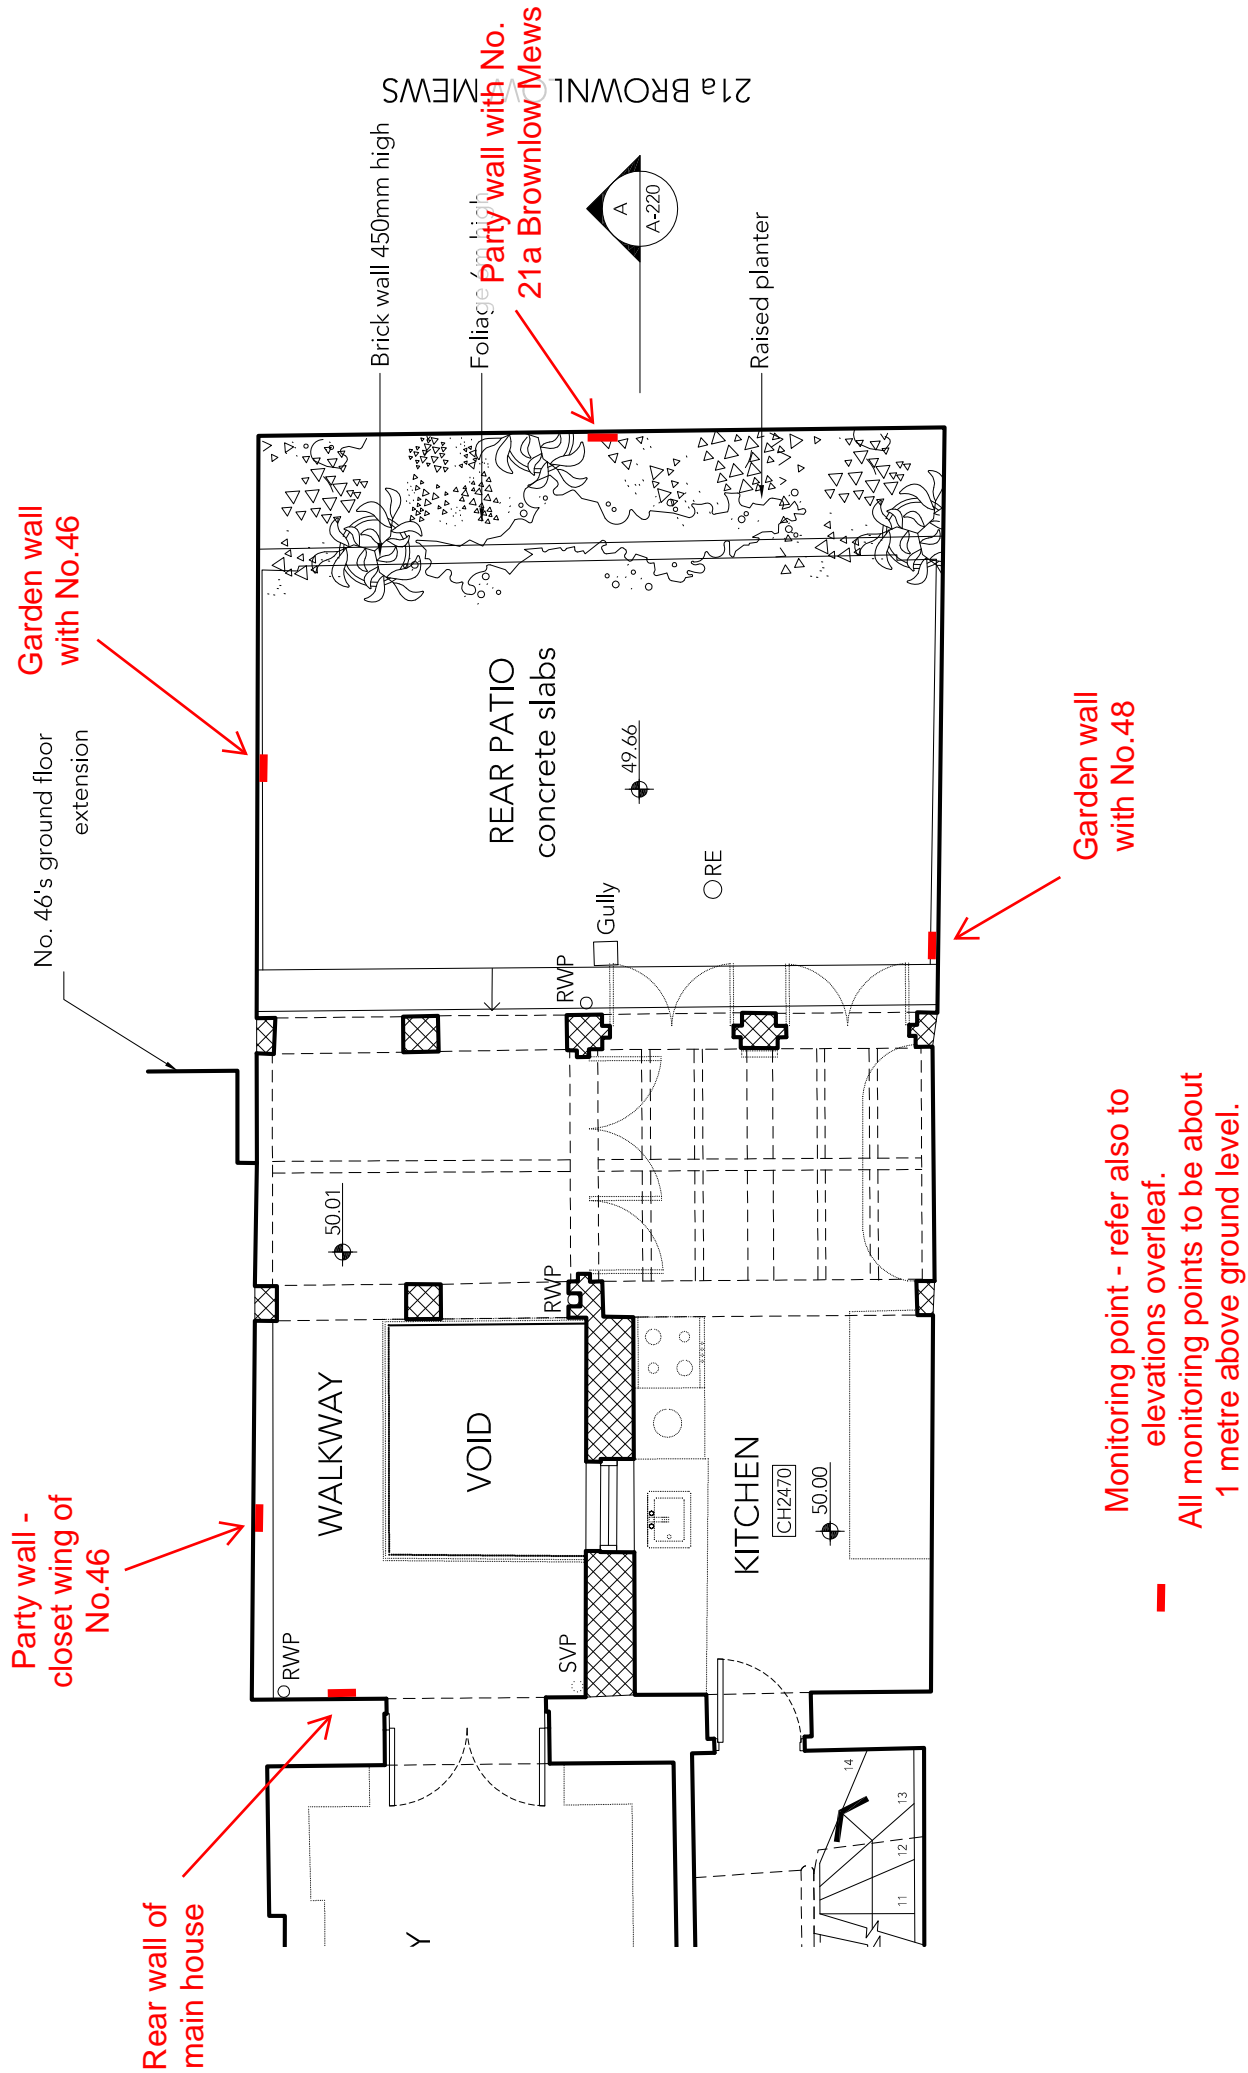 21a BROWNLOW MEWS
Party wall with No.
21a Brownlow Mews
Brick wall 450mm high
Foliage 6m high
Raised planter
A
A-220
Garden wall
with No.46
No. 46's ground floor
extension
REAR PATIO
concrete slabs
49.66
RE
Gully
RWP
Garden wall
with No.48
50.01
RWP
Party wall -
closet wing of
No.46
WALKWAY
VOID
KITCHEN
CH2470
50.00
RWP
SVP
Rear wall of
main house
Y
14
13
12
11
Monitoring point - refer also to
elevations overleaf.
All monitoring points to be about
1 metre above ground level.